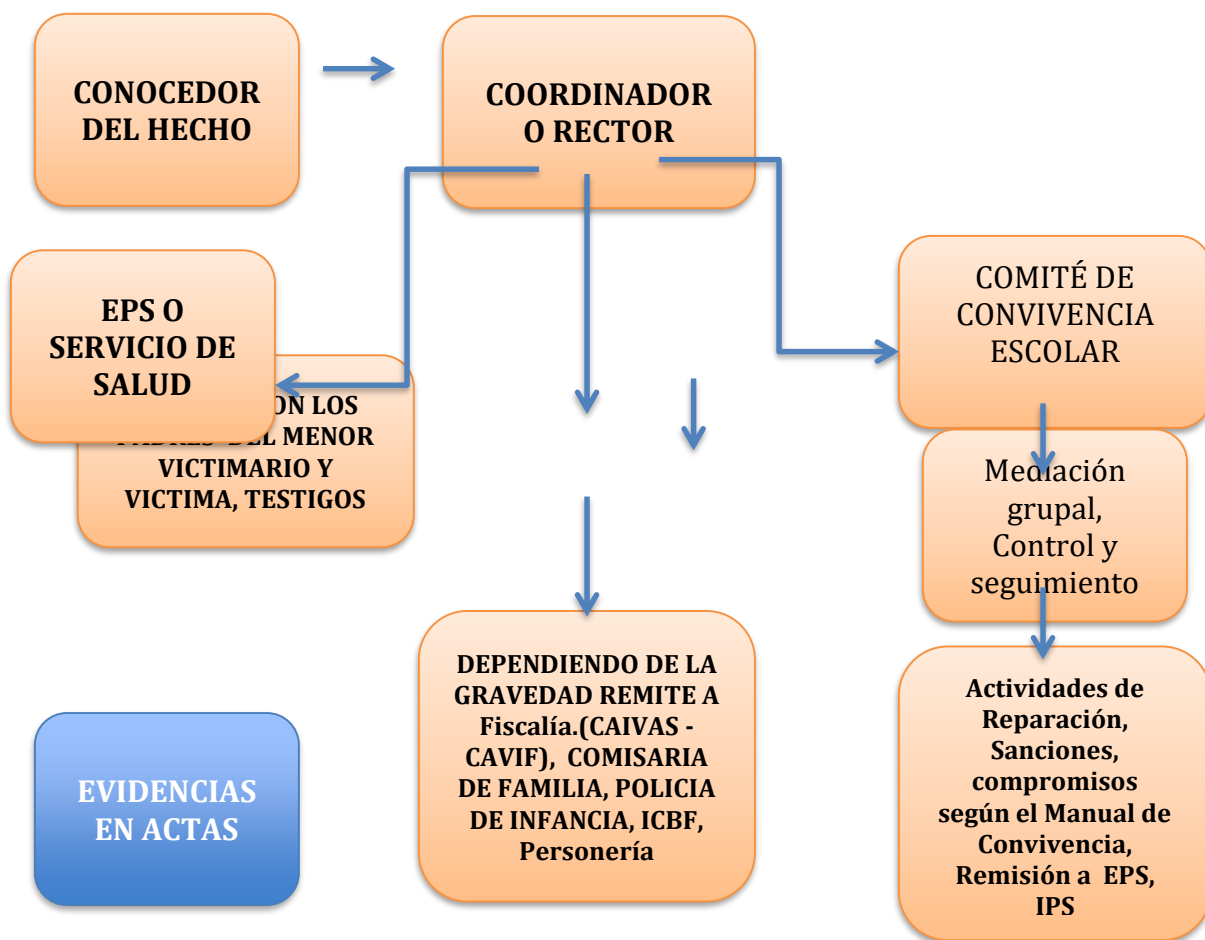 CONOCEDOR
DEL HECHO
COORDINADOR
O RECTOR
EPS O
SERVICIO DE
SALUD
ON LOS
DEL MENOR
VICTIMARIO Y
VICTIMA, TESTIGOS
COMITÉ DE
CONVIVENCIA
ESCOLAR
Mediación
grupal,
Control y
seguimiento
DEPENDIENDO DE LA
GRAVEDAD REMITE A
Fiscalía.(CAIVAS -
CAVIF), COMISARIA
DE FAMILIA, POLICIA
DE INFANCIA, ICBF,
Personería
Actividades de
Reparación,
Sanciones,
compromisos
según el Manual de
Convivencia,
Remisión a EPS,
IPS
EVIDENCIAS
EN ACTAS